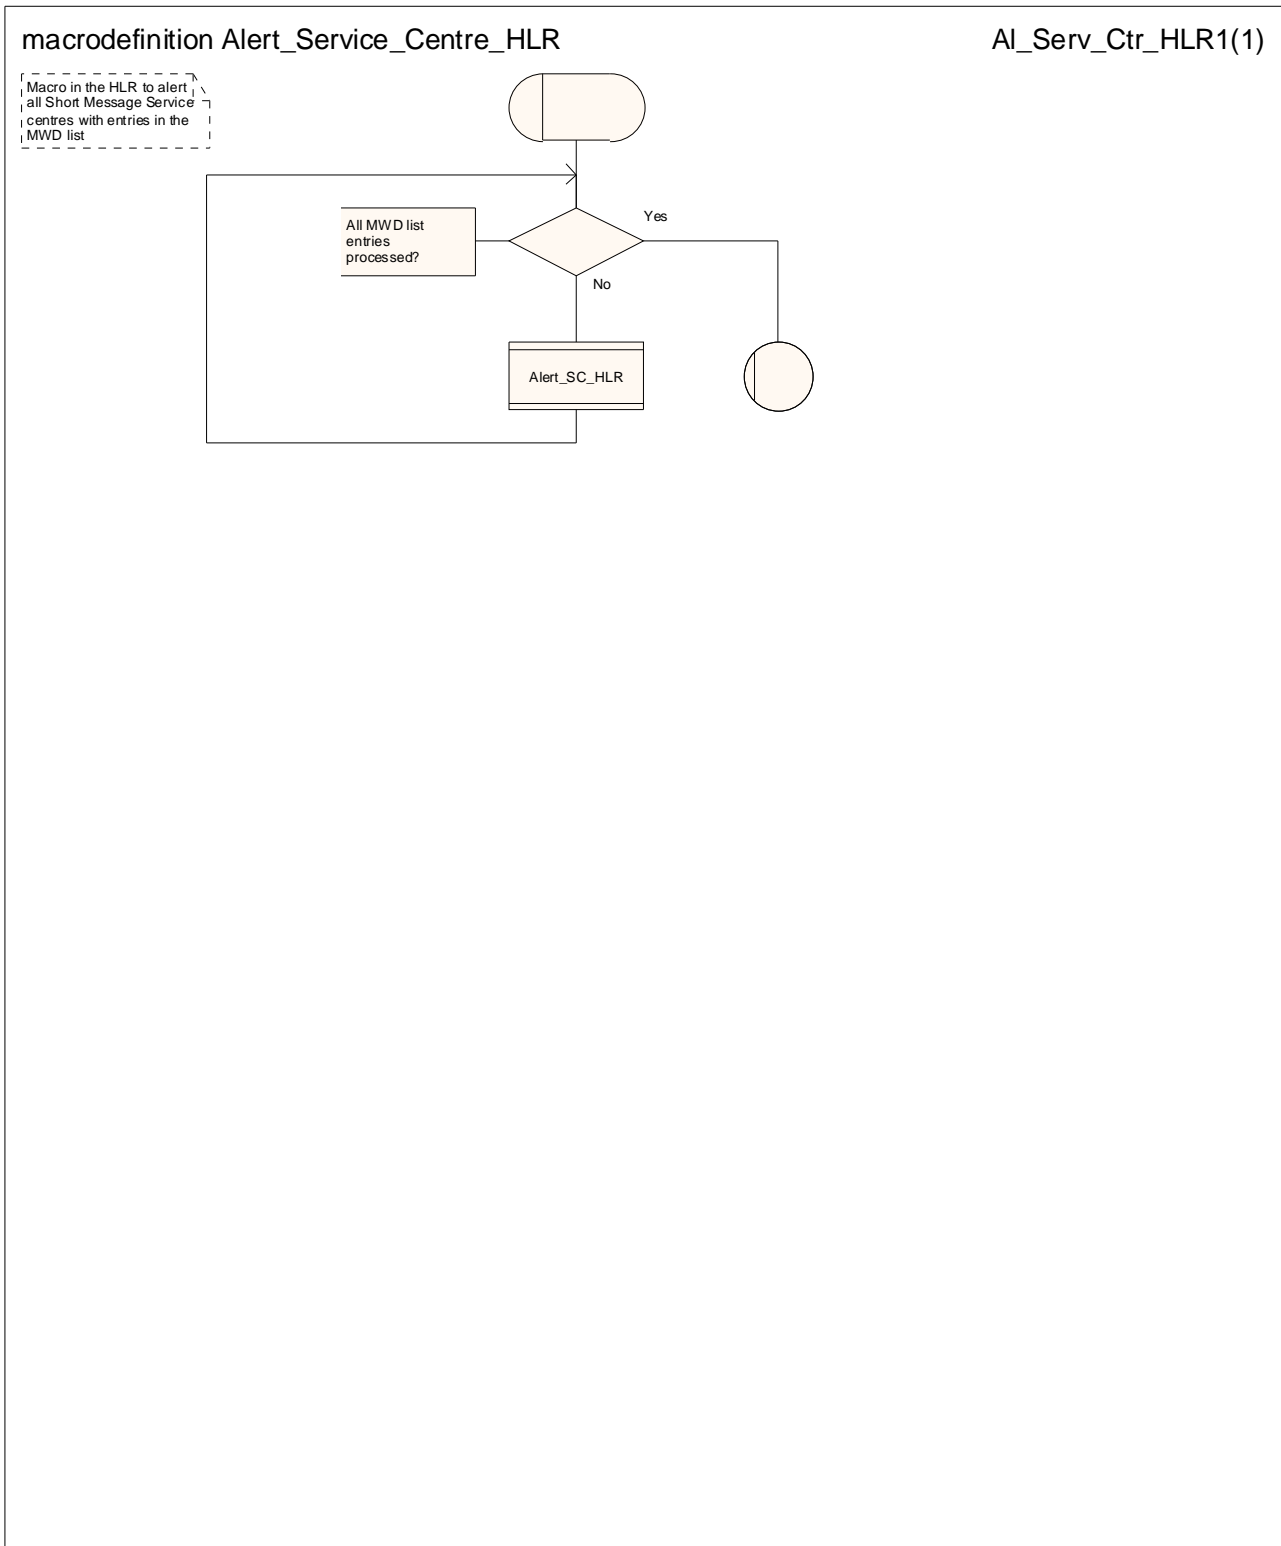 macrodefinition Alert_Service_Centre_HLR
Al_Serv_Ctr_HLR1(1)
Macro in the HLR to alert
all Short Message Service
centres with entries in the
MWD list
Yes
All MWD list
entries
processed?
No
Alert_SC_HLR